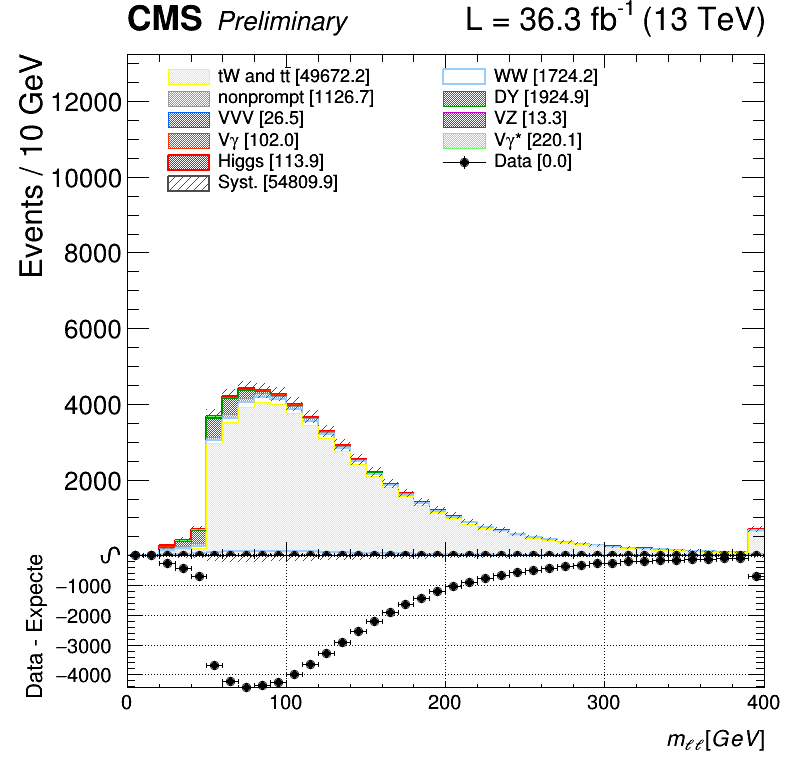 CMS Preliminary L = 36.3 fb-1 (13 TeV)
Events / 10 GeV
tW and tt̄ [49672.2]
nonprompt [1126.7]
VVV [26.5]
Vγ [102.0]
Higgs [113.9]
Syst. [54809.9]
WW [1724.2]
DY [1924.9]
VZ [13.3]
Vγ* [220.1]
Data [0.0]
12000
10000
8000
6000
4000
2000
Data - Expecte
−1000
−2000
−3000
−4000
0 100 200 300 400
mℓℓ[GeV]